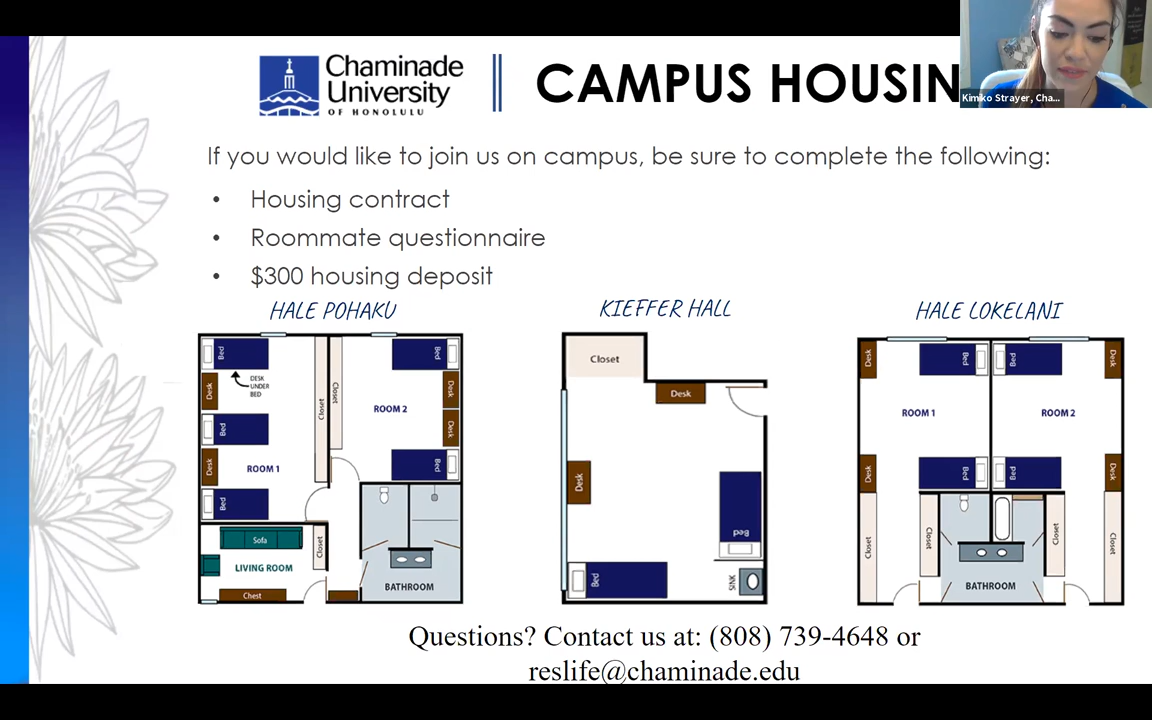 Chaminade
University
OF HONOLULU
CAMPUS HOUSIN
Kimiko Strayer, Cha...
If you would like to join us on campus, be sure to complete the following:
• Housing contract
• Roommate questionnaire
• $300 housing deposit
HALE POHAKU
Bed
DESK
UNDER
BED
Desk
Bed
Desk
ROOM 1
Bed
Closet
Closet
Bed
Desk
ROOM 2
Desk
Bed
Sofa
Closet
LIVING ROOM
Chest
BATHROOM
KIEFFER HALL
Closet
Desk
Desk
Bed
Bed
SINK
HALE LOKELANI
Desk
Bed
Bed
Desk
ROOM 1
ROOM 2
Desk
Bed
Bed
Desk
Closet
Closet
Closet
Closet
BATHROOM
Questions? Contact us at: (808) 739-4648 or
reslife@chaminade.edu